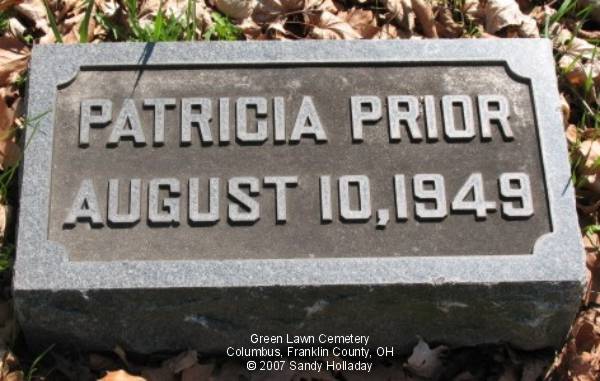 PATRICIA PRIOR
AUGUST 10, 1949
Green Lawn Cemetery
Columbus, Franklin County, OH
© 2007 Sandy Holladay